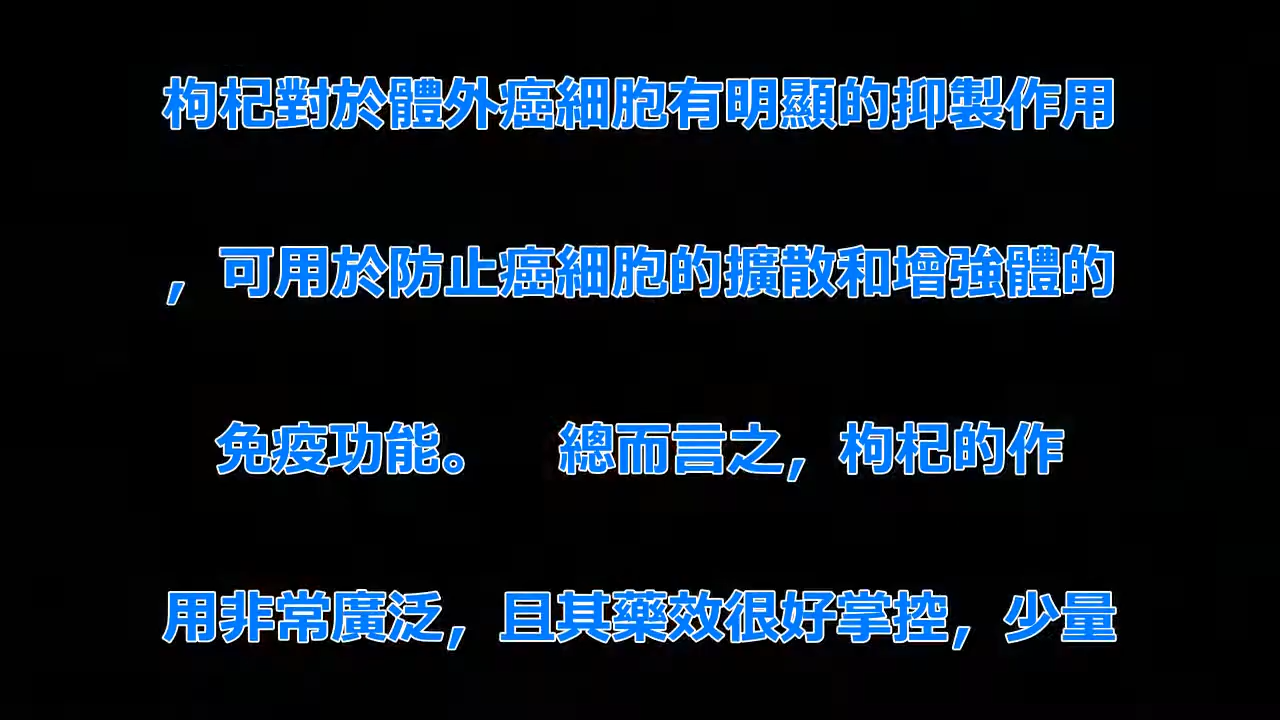 枸杞對於體外癌細胞有明顯的抑製作用
，可用於防止癌細胞的擴散和增強體的
免疫功能。　總而言之，枸杞的作
用非常廣泛，且其藥效很好掌控，少量